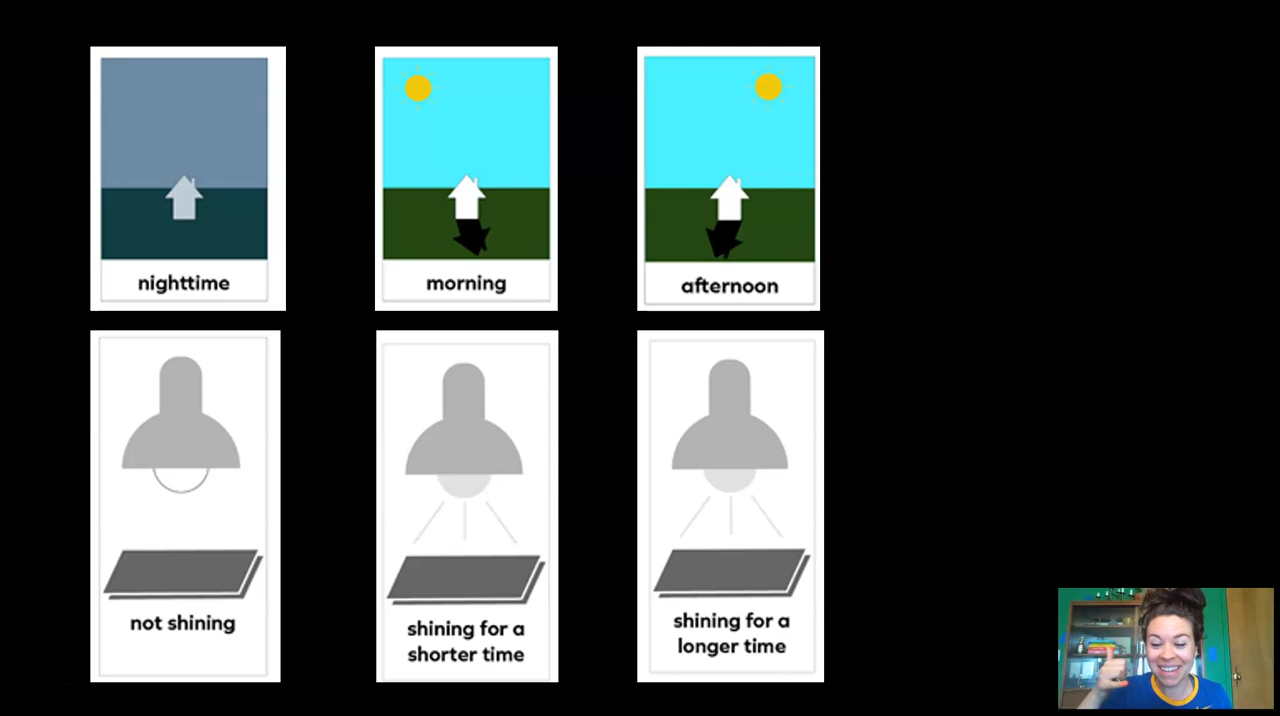 nighttime
morning
afternoon
not shining
shining for a
shorter time
shining for a
longer time